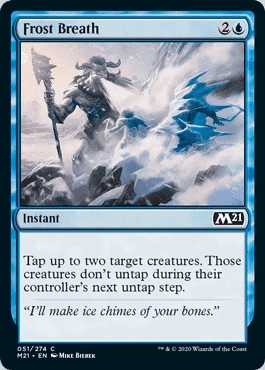 Frost Breath 2
Instant M21
Tap up to two target creatures. Those
creatures don't untap during their
controller's next untap step.
"I'll make ice chimes of your bones."
051/274 C
M21 • EN MIKE BIEREK ™ & © 2020 Wizards of the Coast